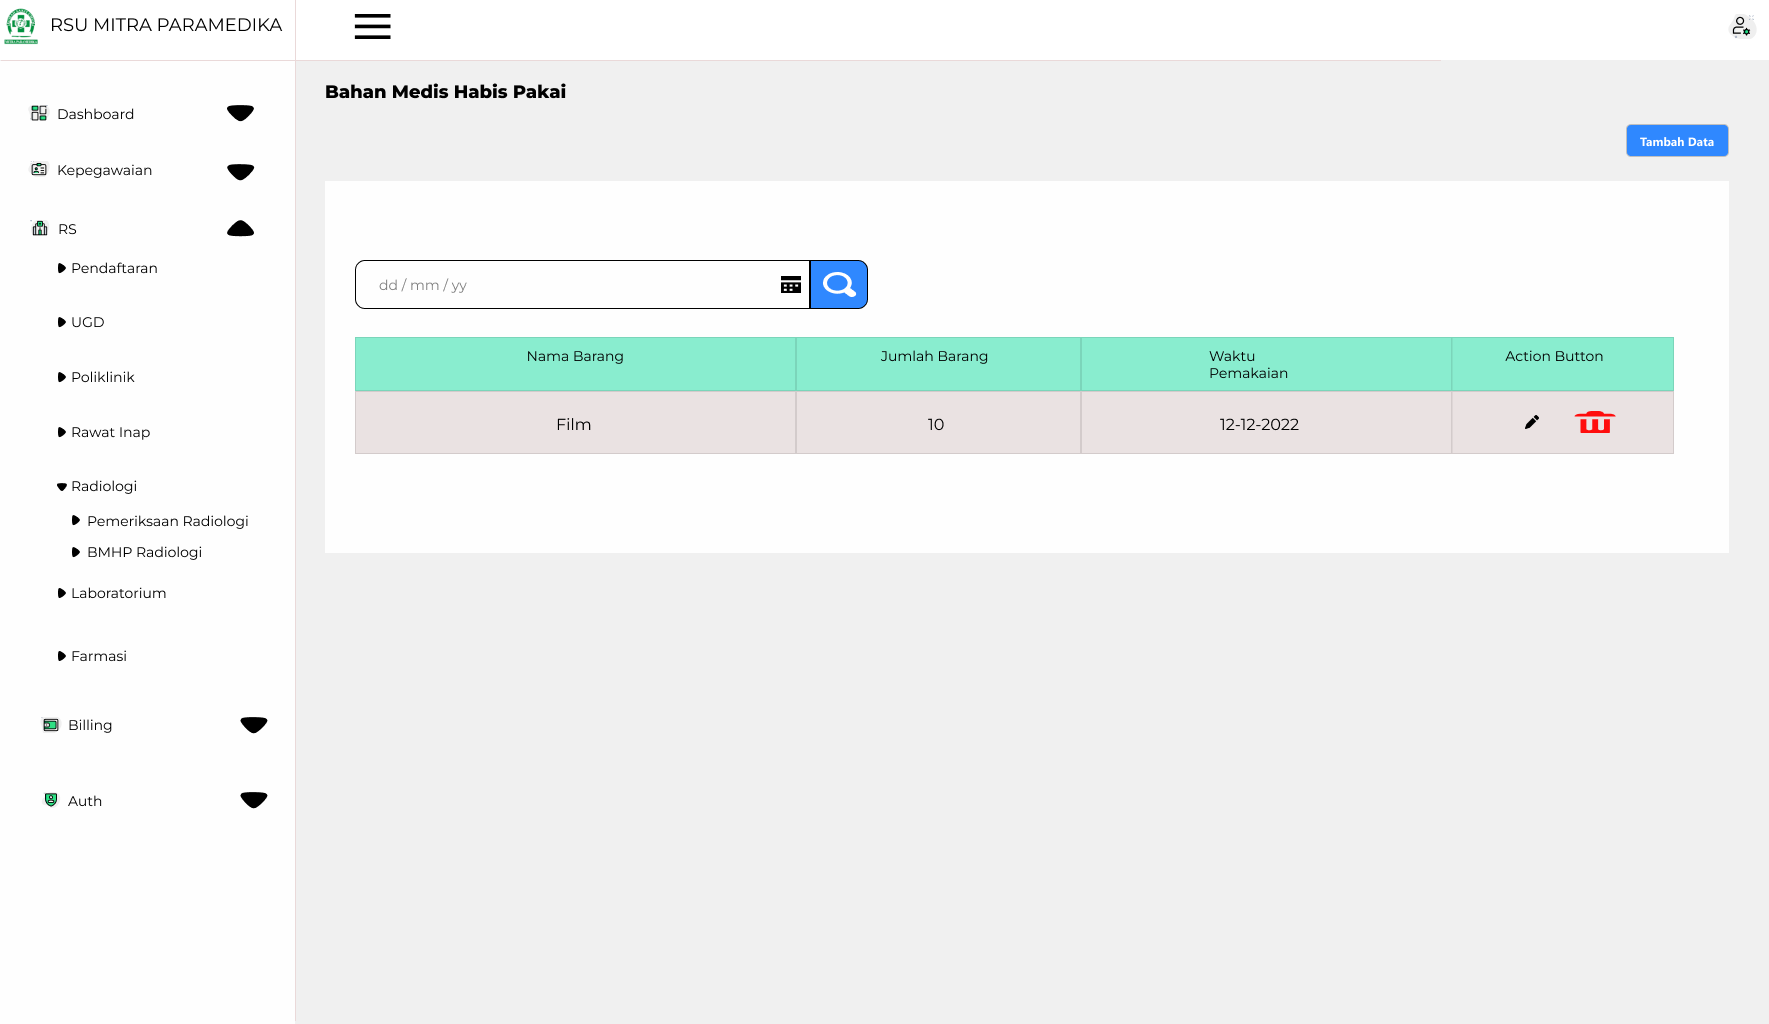 RSU MITRA PARAMEDIKA
Dashboard
Kepegawaian
RS
Pendaftaran
UGD
Poliklinik
Rawat Inap
Radiologi
Pemeriksaan Radiologi
BMHP Radiologi
Laboratorium
Farmasi
Billing
Auth
Bahan Medis Habis Pakai
Tambah Data
dd / mm / yy
Nama Barang
Jumlah Barang
Waktu
Pemakaian
Action Button
Film
10
12-12-2022